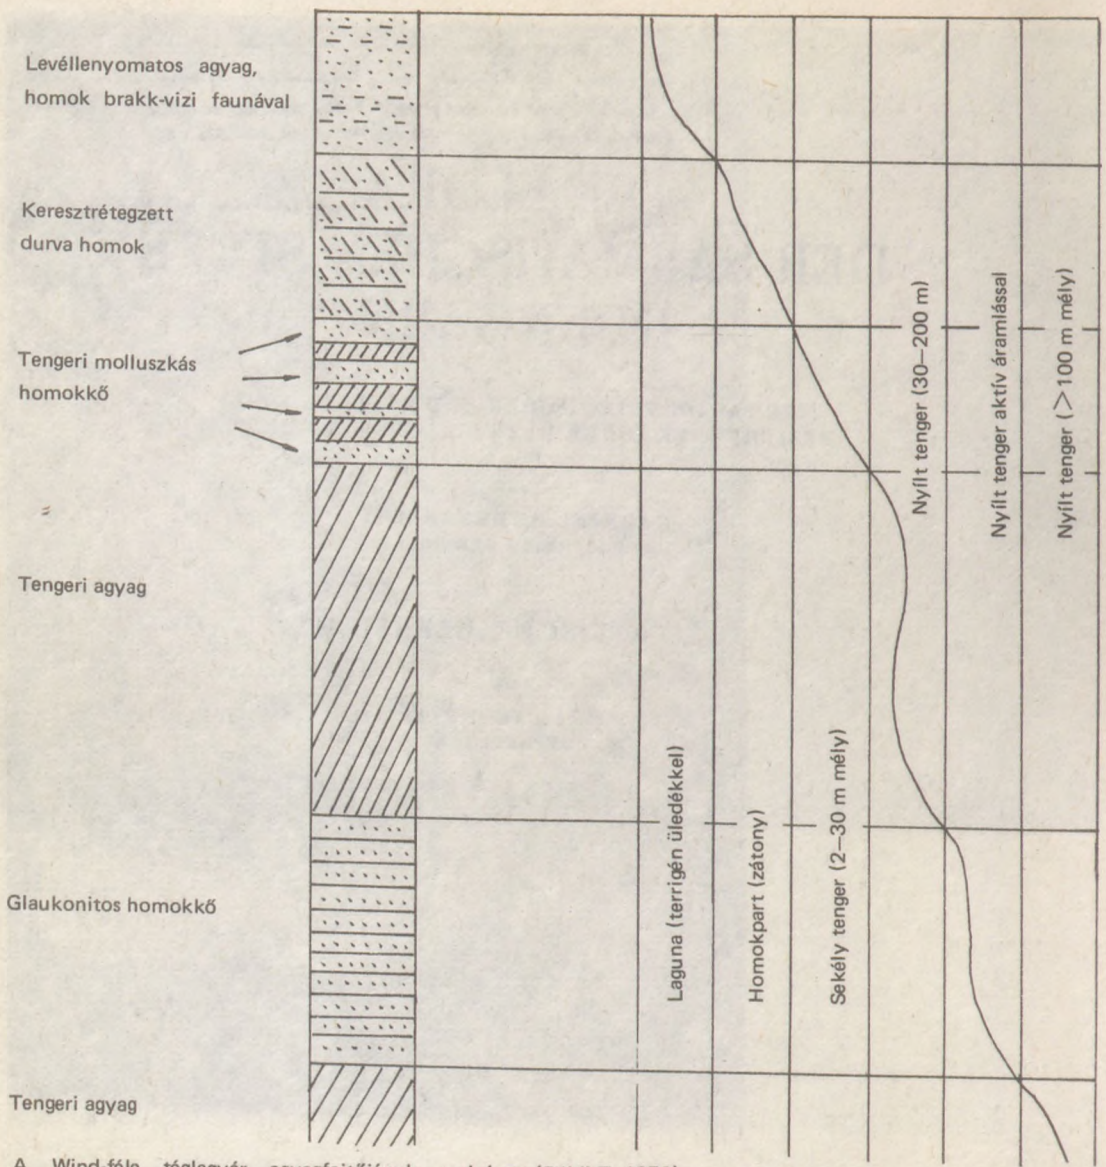 Levéllenyomatos agyag,
homok brakk-vizi faunával
Keresztrétegzett
durva homok
Tengeri molluszkás
homokkő
Tengeri agyag
Glaukonitos homokkő
Tengeri agyag
Laguna (terrigén üledékkel)
Homokpart (zátony)
Sekély tenger (2–30 m mély)
Nyílt tenger (30–200 m)
Nyílt tenger aktív áramlással
Nyílt tenger (>100 m mély)
A Wind-féle téglagyár